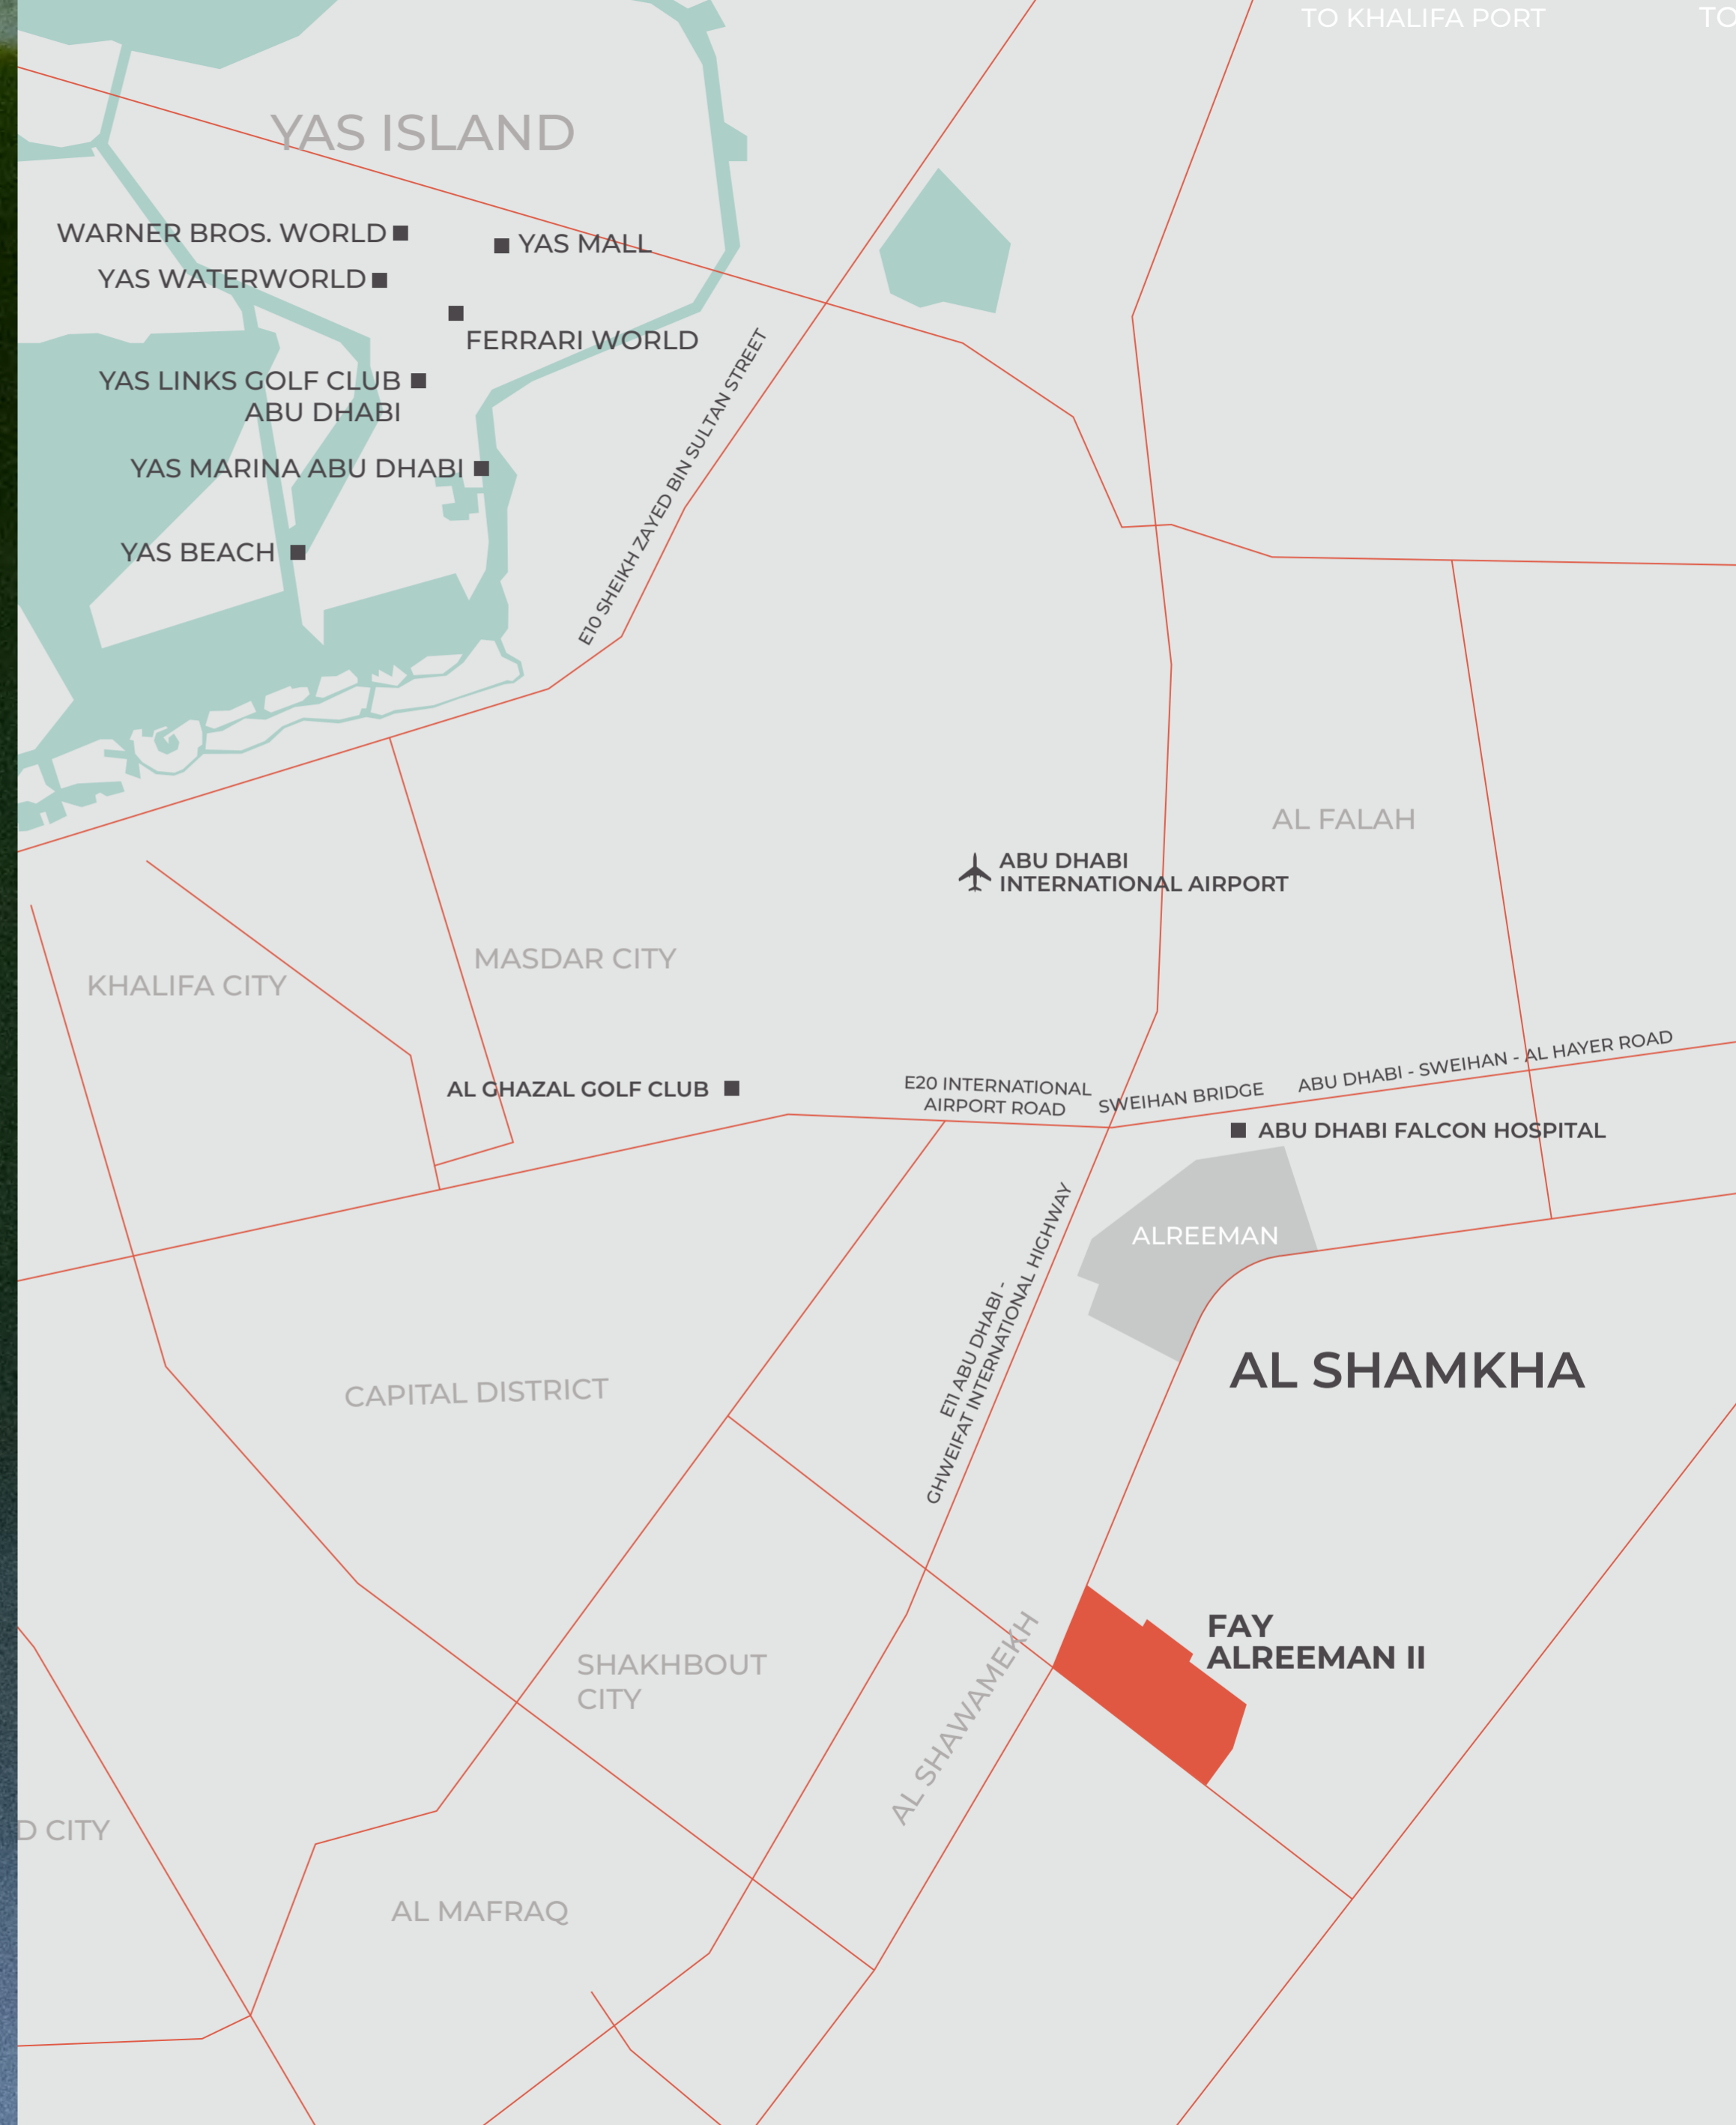 TO KHALIFA PORT
TO
YAS ISLAND
WARNER BROS. WORLD
YAS MALL
YAS WATERWORLD
FERRARI WORLD
YAS LINKS GOLF CLUB
ABU DHABI
YAS MARINA ABU DHABI
YAS BEACH
E10 SHEIKH ZAYED BIN SULTAN STREET
AL FALAH
ABU DHABI
INTERNATIONAL AIRPORT
MASDAR CITY
KHALIFA CITY
AL GHAZAL GOLF CLUB
E20 INTERNATIONAL
AIRPORT ROAD
SWEIHAN BRIDGE
ABU DHABI - SWEIHAN - AL HAYER ROAD
ABU DHABI FALCON HOSPITAL
ALREEMAN
E11 ABU DHABI -
GHWEIFAT INTERNATIONAL HIGHWAY
AL SHAMKHA
CAPITAL DISTRICT
FAY
ALREEMAN II
SHAKHBOUT
CITY
AL SHAWAMEKH
D CITY
AL MAFRAQ